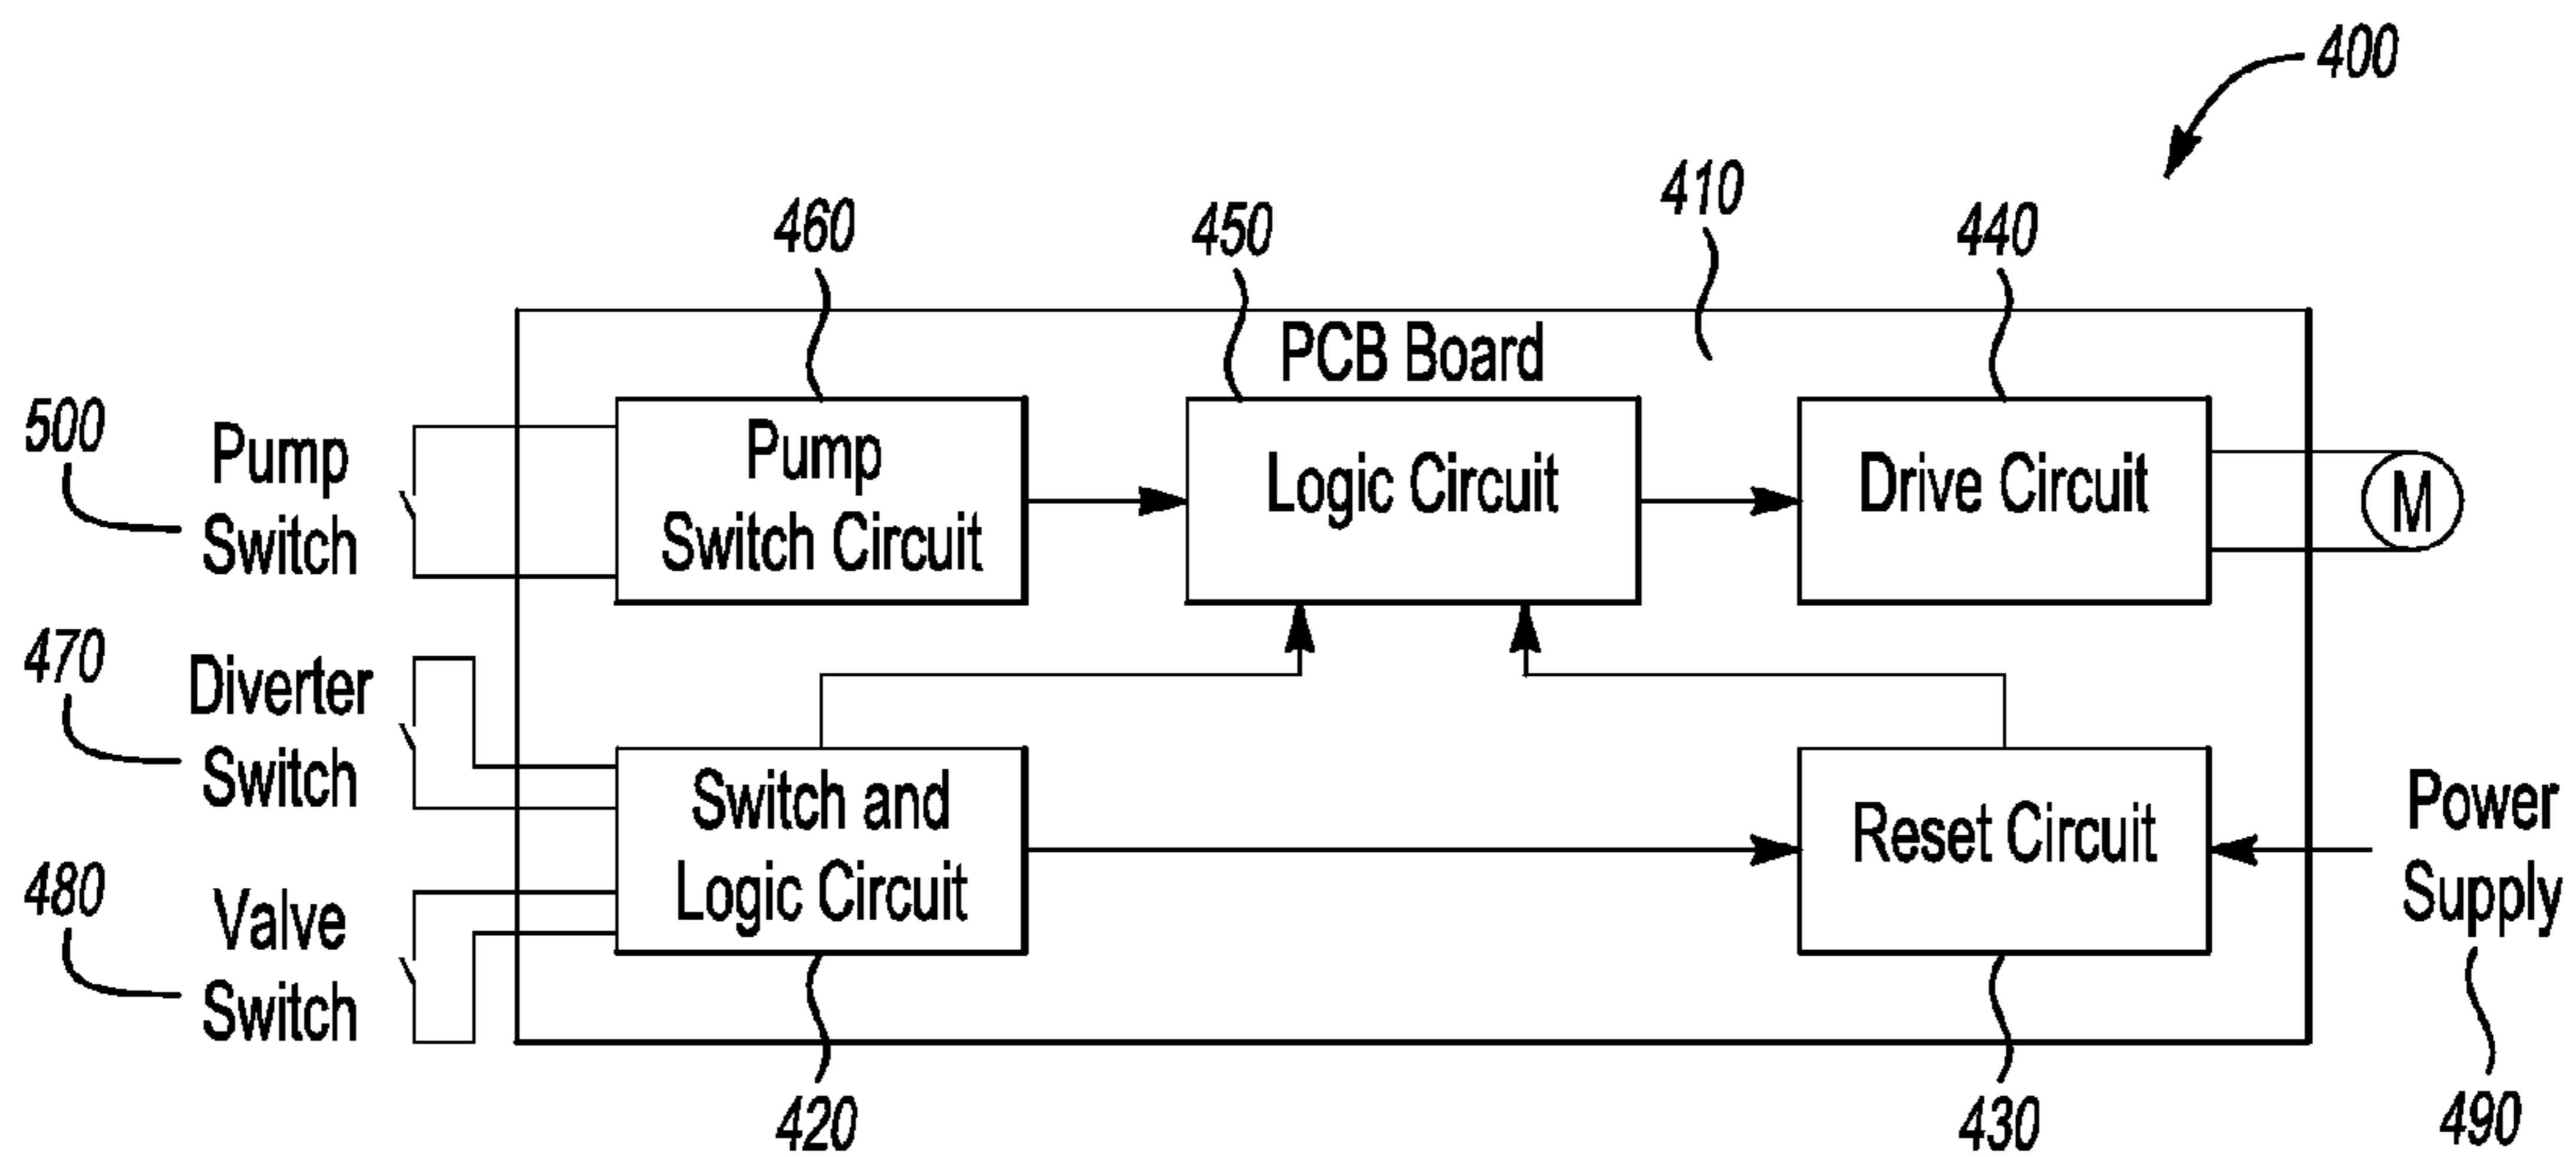 400
410
460
450
440
PCB Board
500
Pump
Switch
Pump
Switch Circuit
Logic Circuit
Drive Circuit
M
470
Diverter
Switch
480
Valve
Switch
Switch and
Logic Circuit
Reset Circuit
Power
Supply
420
430
490